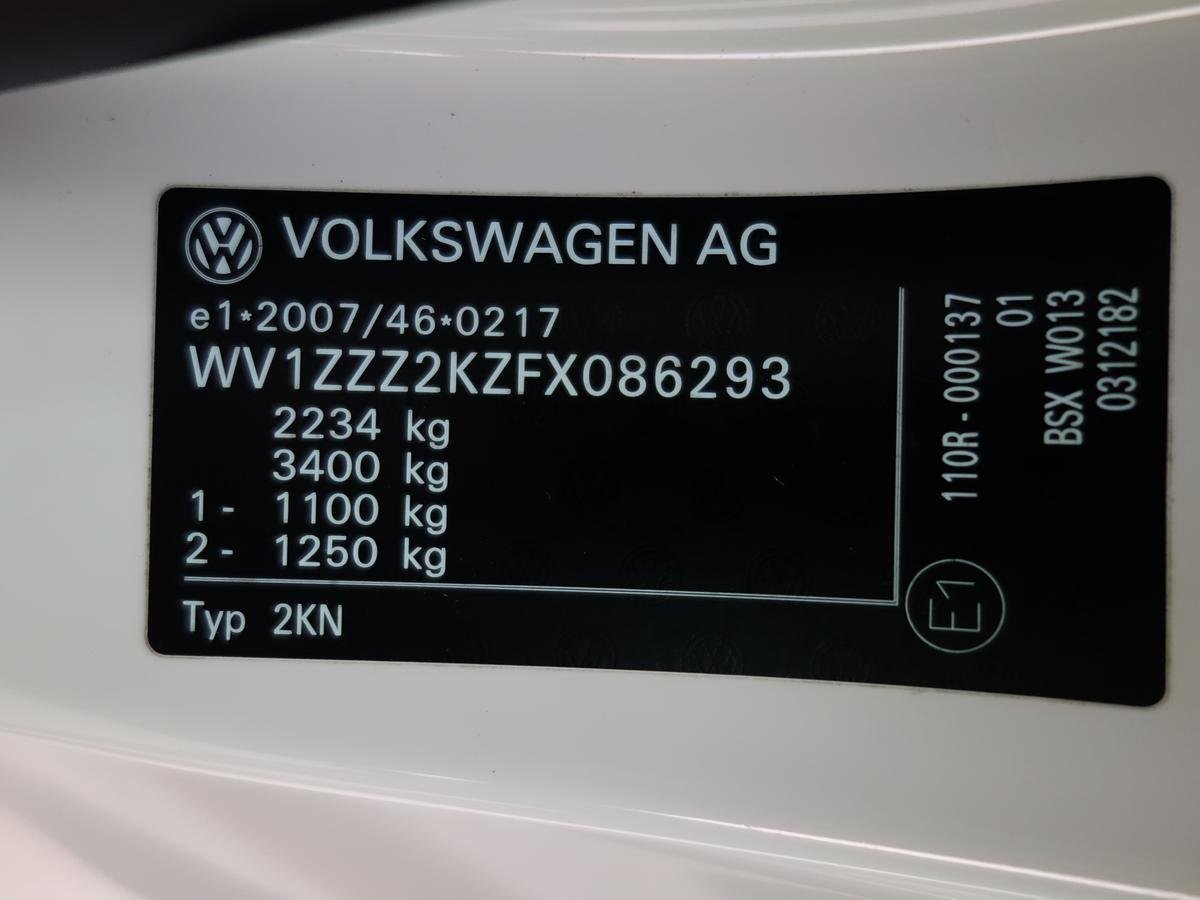 VOLKSWAGEN AG
e1*2007/46*0217
WV1ZZZ2KZFX086293
2234 kg
3400 kg
1- 1100 kg
2- 1250 kg
Typ 2KN
110R-000137
01
BSX W013
0312182
E1